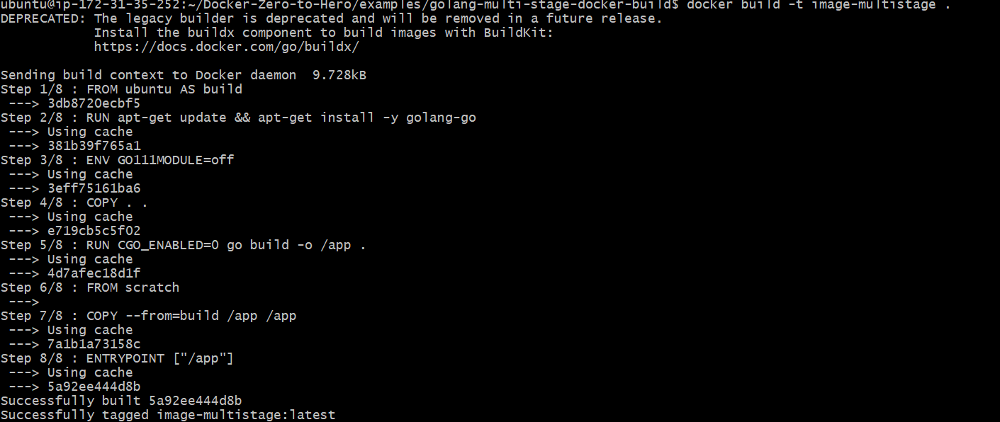 ubuntu@ip-172-31-35-252:~/Docker-Zero-to-Hero/examples/golang-multi-stage-docker-build$ docker build -t image-multistage .
DEPRECATED: The legacy builder is deprecated and will be removed in a future release.
            Install the buildx component to build images with BuildKit:
            https://docs.docker.com/go/buildx/

Sending build context to Docker daemon  9.728kB
Step 1/8 : FROM ubuntu AS build
 ---> 3db8720ecbf5
Step 2/8 : RUN apt-get update && apt-get install -y golang-go
 ---> Using cache
 ---> 381b39f765a1
Step 3/8 : ENV GO111MODULE=off
 ---> Using cache
 ---> 3eff75161ba6
Step 4/8 : COPY . .
 ---> Using cache
 ---> e719cb5c5f02
Step 5/8 : RUN CGO_ENABLED=0 go build -o /app .
 ---> Using cache
 ---> 4d7afec18d1f
Step 6/8 : FROM scratch
 --->
Step 7/8 : COPY --from=build /app /app
 ---> Using cache
 ---> 7a1b1a73158c
Step 8/8 : ENTRYPOINT ["/app"]
 ---> Using cache
 ---> 5a92ee444d8b
Successfully built 5a92ee444d8b
Successfully tagged image-multistage:latest